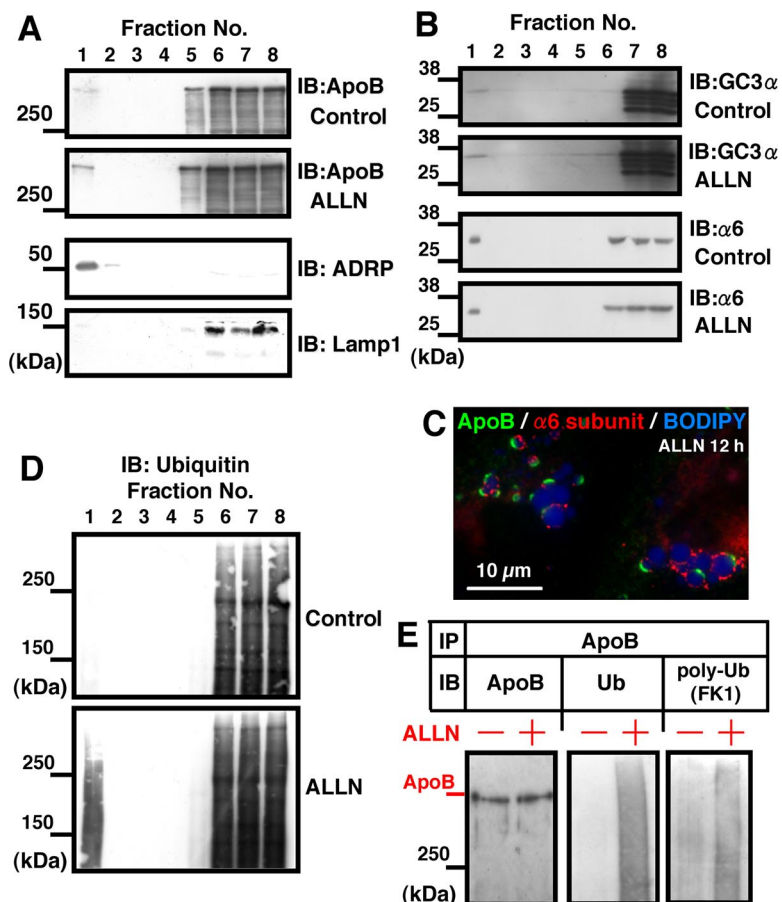 A
Fraction No.
1 2 3 4 5 6 7 8
IB:ApoB
Control
250
IB:ApoB
ALLN
250
50
IB: ADRP
150
IB: Lamp1
(kDa)
B
Fraction No.
1 2 3 4 5 6 7 8
38
IB:GC3α
25
Control
38
IB:GC3α
25
ALLN
38
IB:α6
25
Control
38
IB:α6
25
ALLN
(kDa)
C
ApoB / α6 subunit / BODIPY
ALLN 12 h
10 μm
D
IB: Ubiquitin
Fraction No.
1 2 3 4 5 6 7 8
250
Control
150
(kDa)
250
ALLN
150
(kDa)
E
IP ApoB
IB ApoB Ub poly-Ub
(FK1)
ALLN − + − + − +
ApoB
250
(kDa)